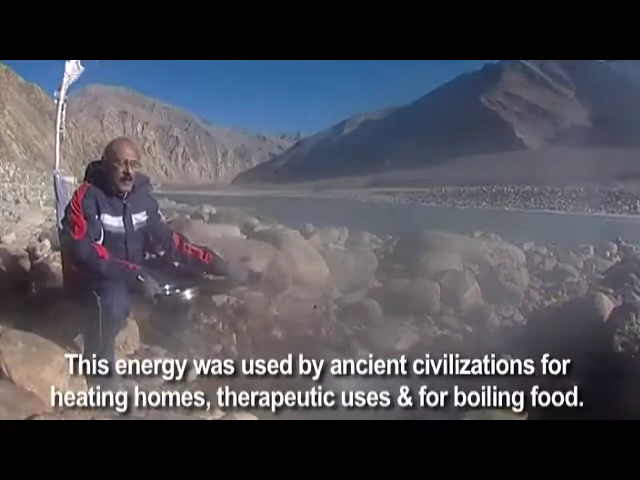 This energy was used by ancient civilizations for
heating homes, therapeutic uses & for boiling food.